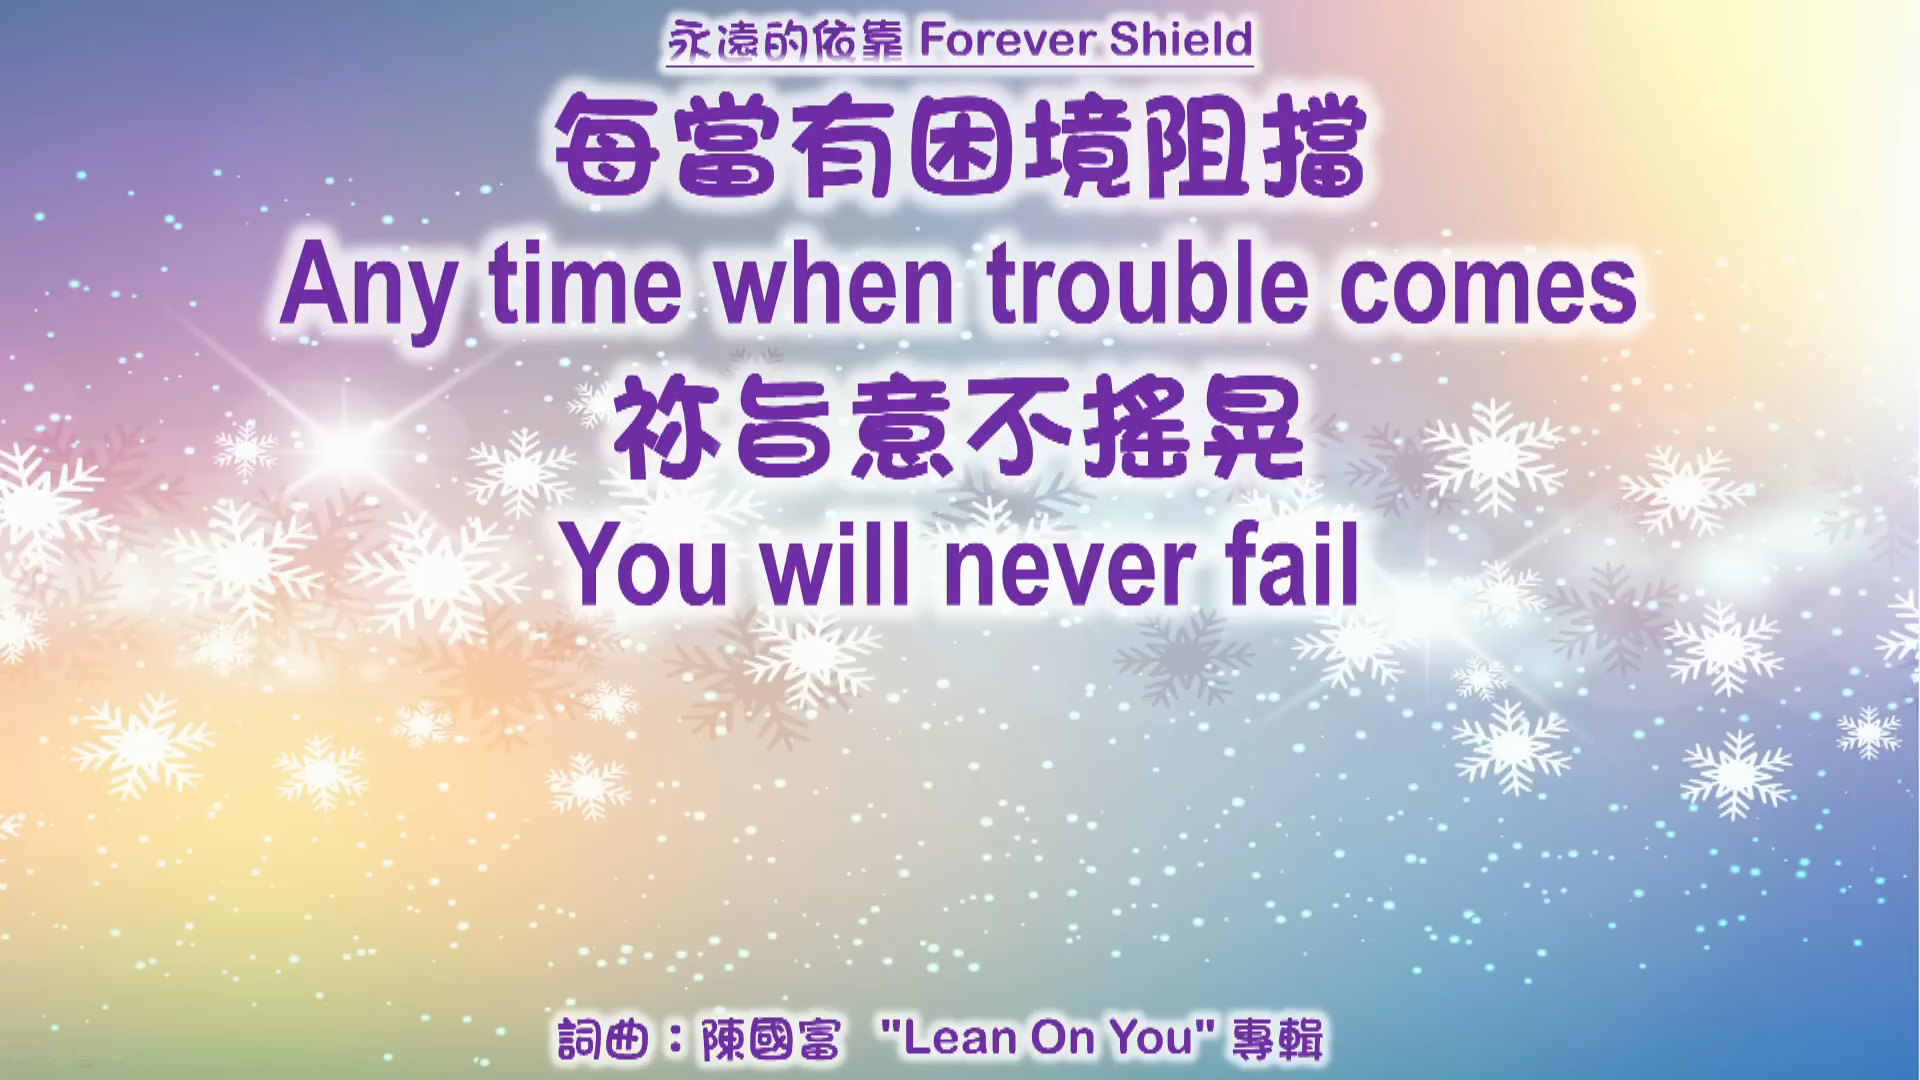 永遠的依靠 Forever Shield
每當有困境阻擋
Any time when trouble comes
祢旨意不搖晃
You will never fail
詞曲：陳國富 "Lean On You" 專輯